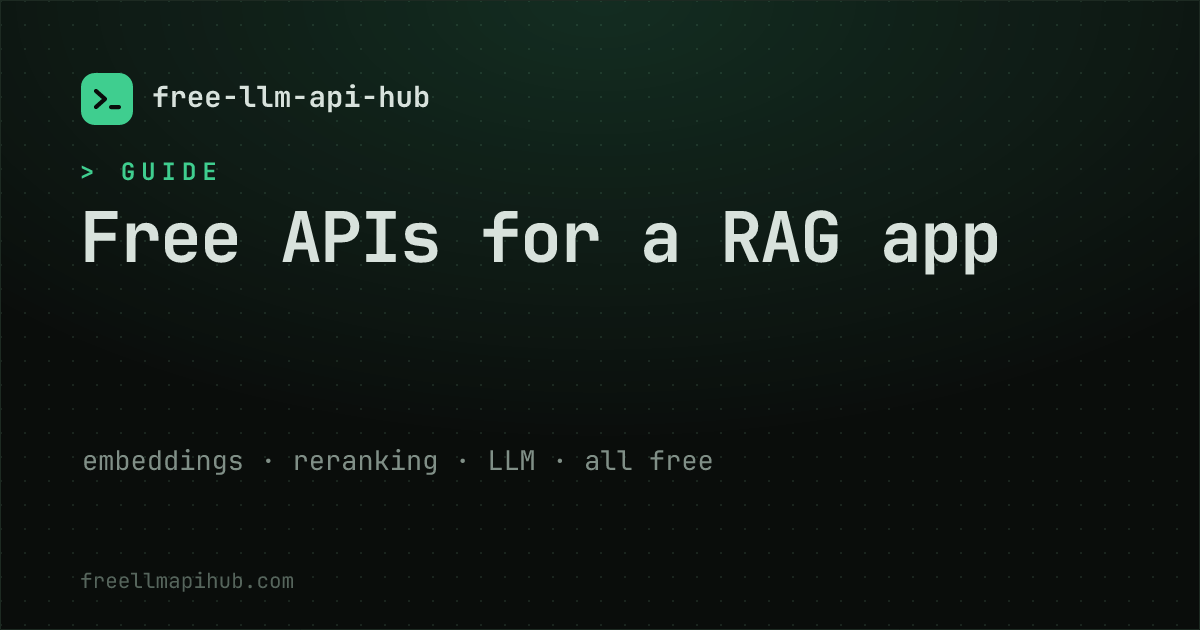 >_ free-llm-api-hub
> GUIDE
Free APIs for a RAG app
embeddings · reranking · LLM · all free
freellmapihub.com